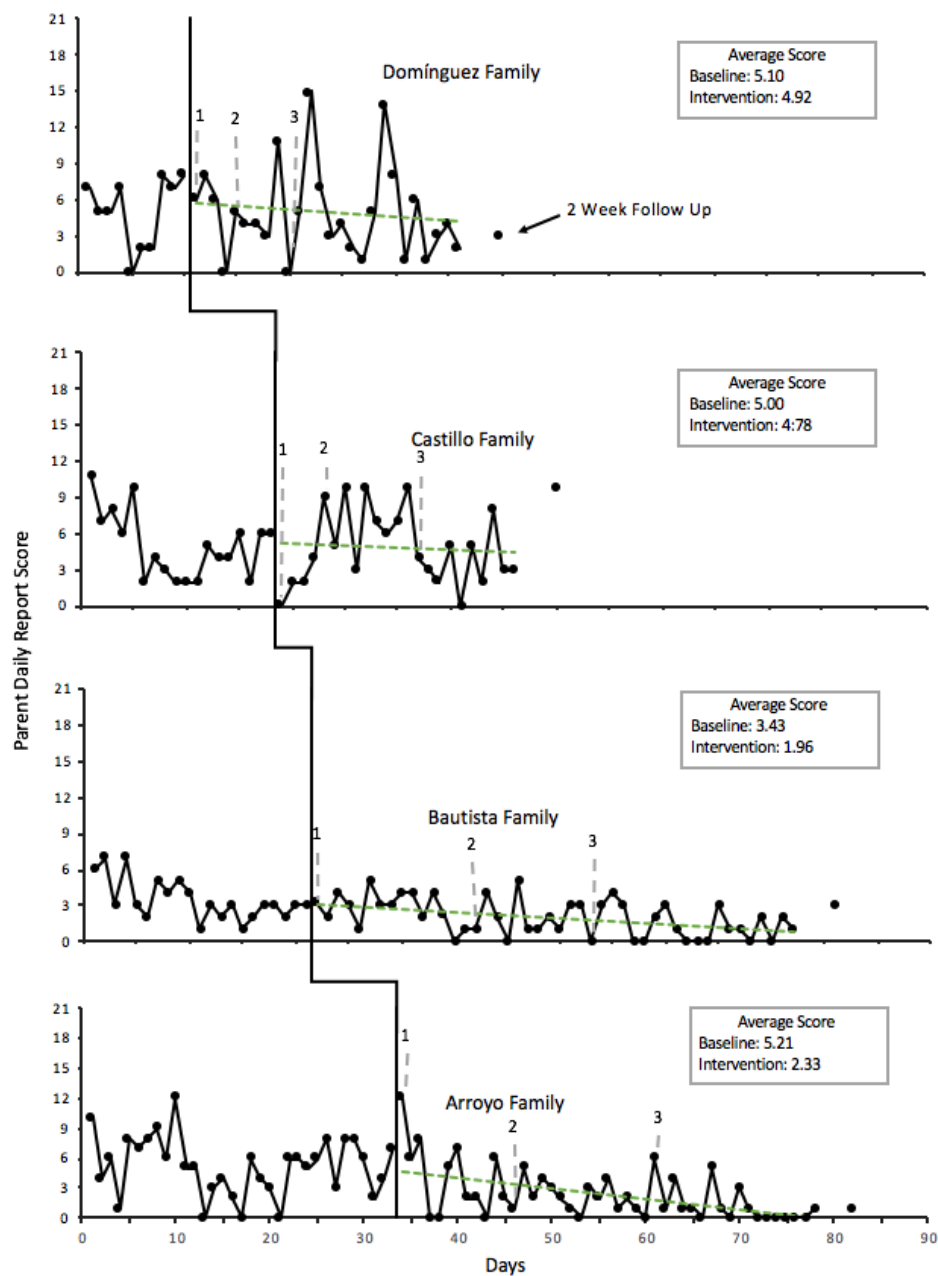 21
18
15
12
9
6
3
0
Domínguez Family
1
2
3
Average Score
Baseline: 5.10
Intervention: 4.92
2 Week Follow Up
21
18
15
12
9
6
3
0
Castillo Family
1
2
3
Average Score
Baseline: 5.00
Intervention: 4:78
Parent Daily Report Score
21
18
15
12
9
6
3
0
Bautista Family
1
2
3
Average Score
Baseline: 3.43
Intervention: 1.96
21
18
15
12
9
6
3
0
Arroyo Family
1
2
3
Average Score
Baseline: 5.21
Intervention: 2.33
0 10 20 30 40 50 60 70 80 90
Days